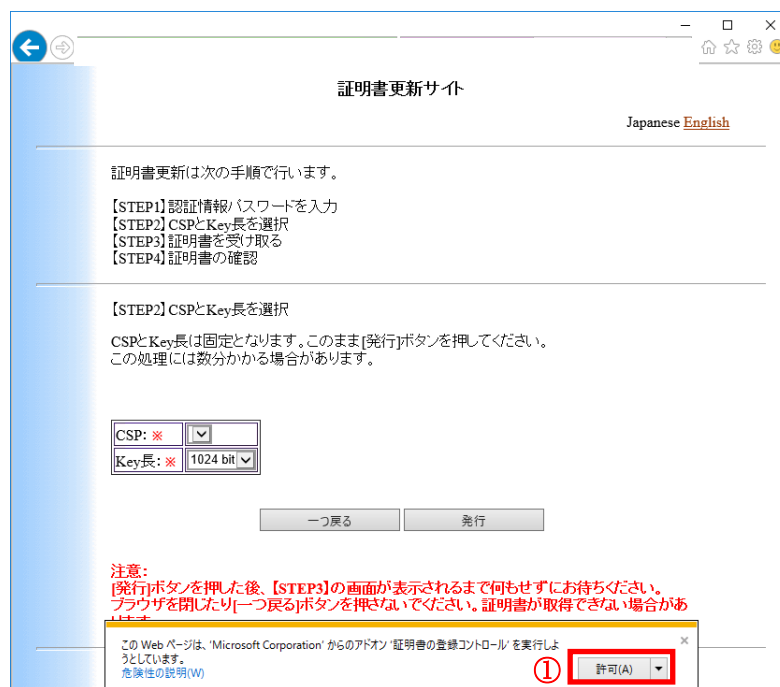 証明書更新サイト
Japanese English
証明書更新は次の手順で行います。
【STEP1】認証情報パスワードを入力
【STEP2】CSPとKey長を選択
【STEP3】証明書を受け取る
【STEP4】証明書の確認
【STEP2】CSPとKey長を選択
CSPとKey長は固定となります。このまま[発行]ボタンを押してください。
この処理には数分かかる場合があります。
CSP: ※
Key長: ※ 1024 bit
一つ戻る 発行
注意:
[発行]ボタンを押した後、【STEP3】の画面が表示されるまで何もせずにお待ちください。
ブラウザを閉じたり[一つ戻る]ボタンを押さないでください。証明書が取得できない場合があ
この Web ページは、'Microsoft Corporation' からのアドオン '証明書の登録コントロール' を実行しよ
うとしています。
危険性の説明(W)
① 許可(A)